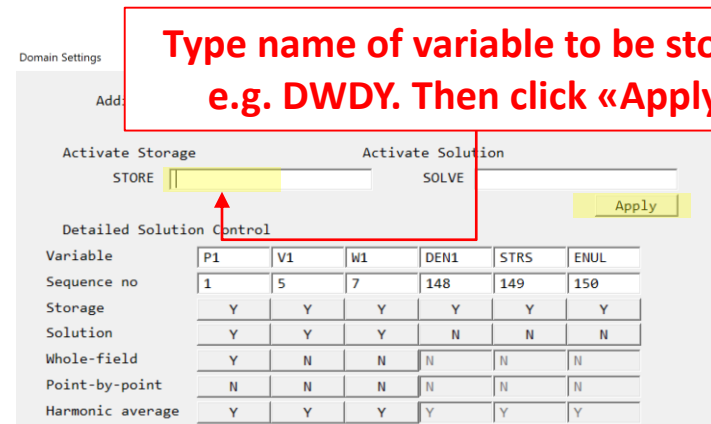 Type name of variable to be sto
e.g. DWDY. Then click «Apply
Domain Settings
Addi
Activate Storage Activate Solution
STORE SOLVE
Apply
Detailed Solution Control
Variable P1 V1 W1 DEN1 STRS ENUL
Sequence no 1 5 7 148 149 150
Storage Y Y Y Y Y Y
Solution Y Y Y N N N
Whole-field Y N N N N N
Point-by-point N N N N N N
Harmonic average Y Y Y Y Y Y